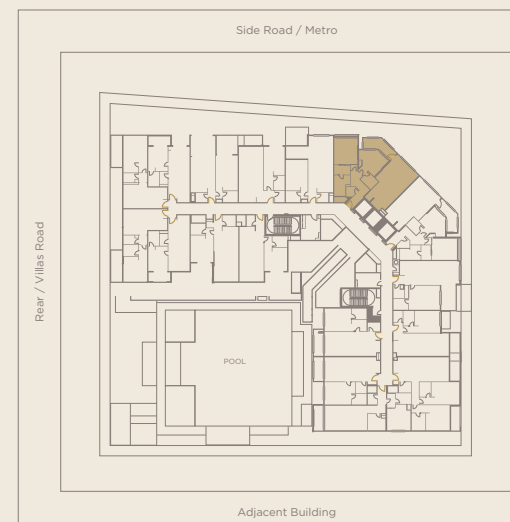 Side Road / Metro
Rear / Villas Road
POOL
Adjacent Building